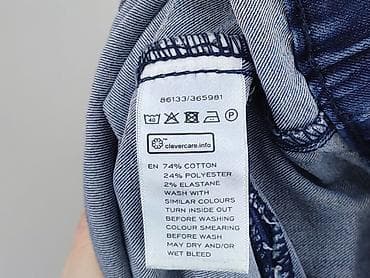 86133/365981
40 P
clevercare.info
EN 74% COTTON
24% POLYESTER
2% ELASTANE
WASH WITH
SIMILAR COLOURS
TURN INSIDE OUT
BEFORE WASHING
COLOUR SMEARING
BEFORE WASH
MAY DRY AND/OR
WET BLEED